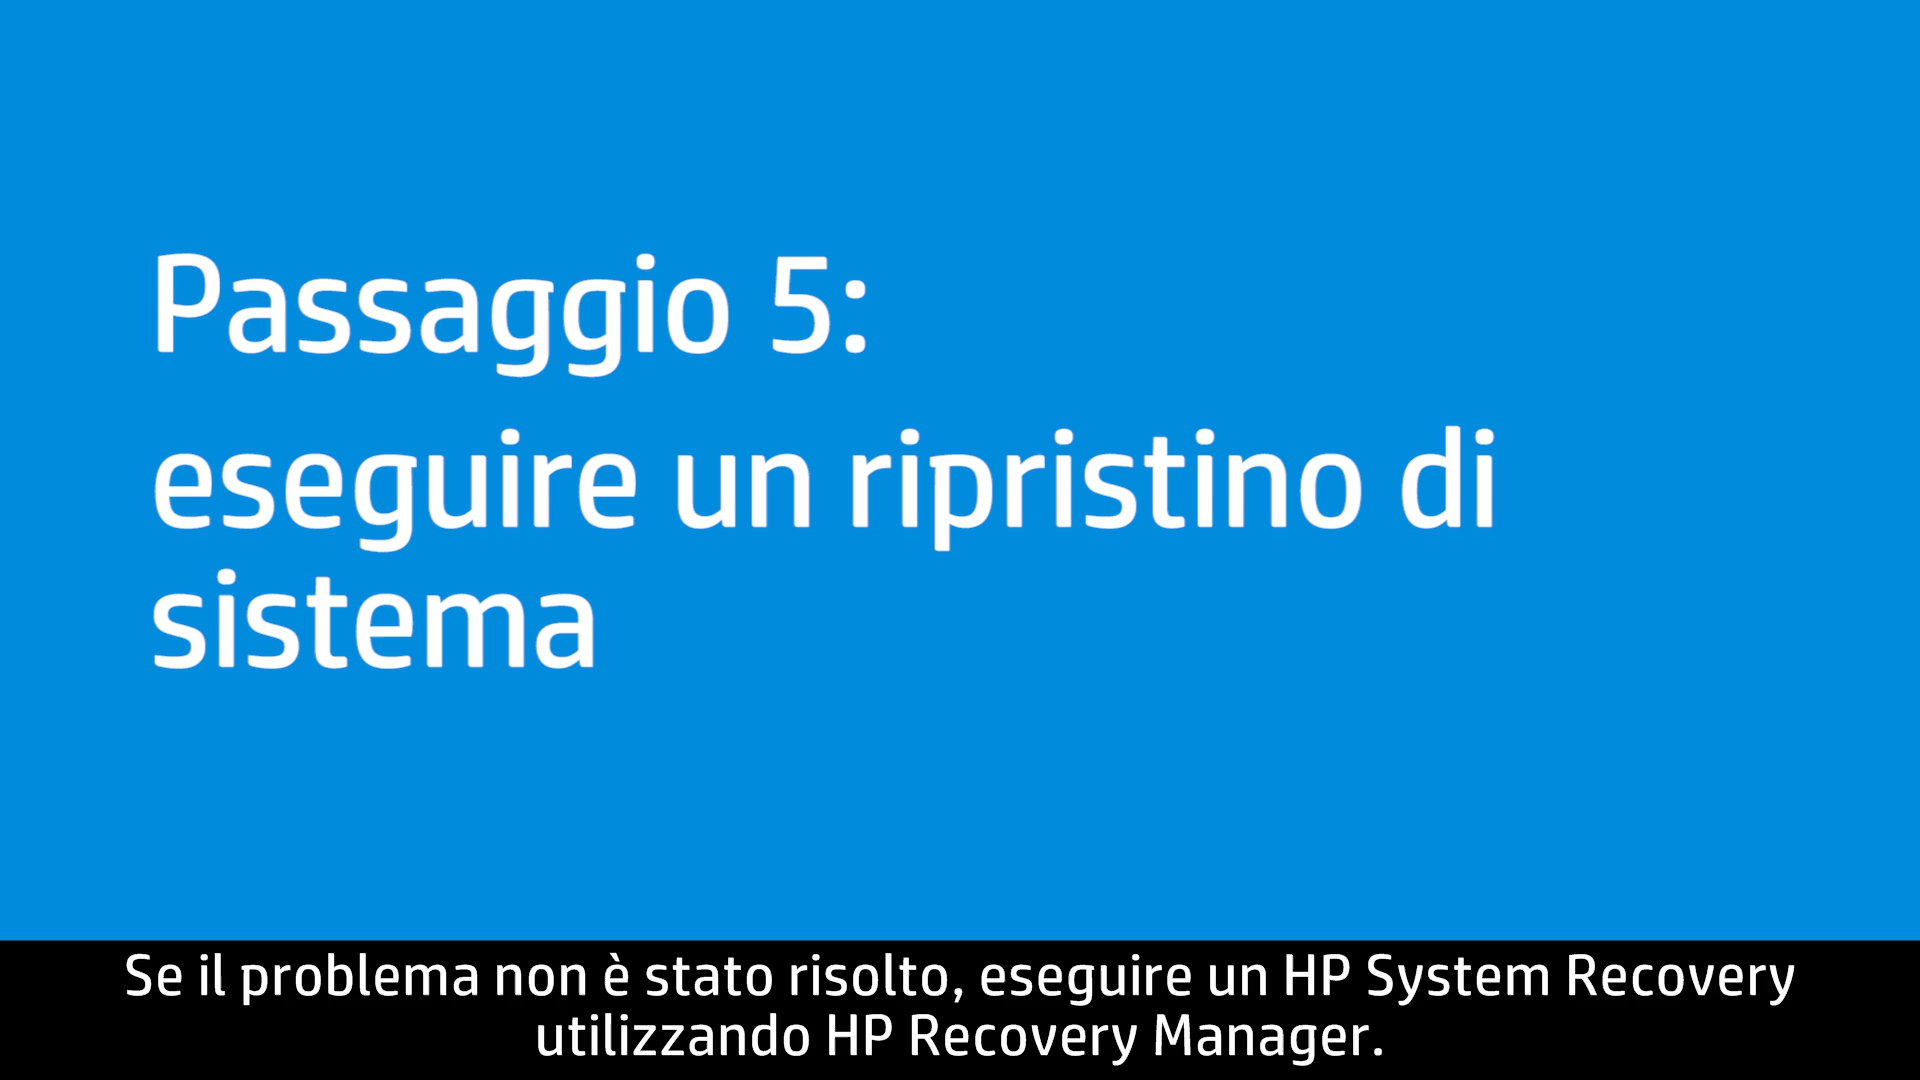 Passaggio 5:
eseguire un ripristino di
sistema
Se il problema non è stato risolto, eseguire un HP System Recovery
utilizzando HP Recovery Manager.